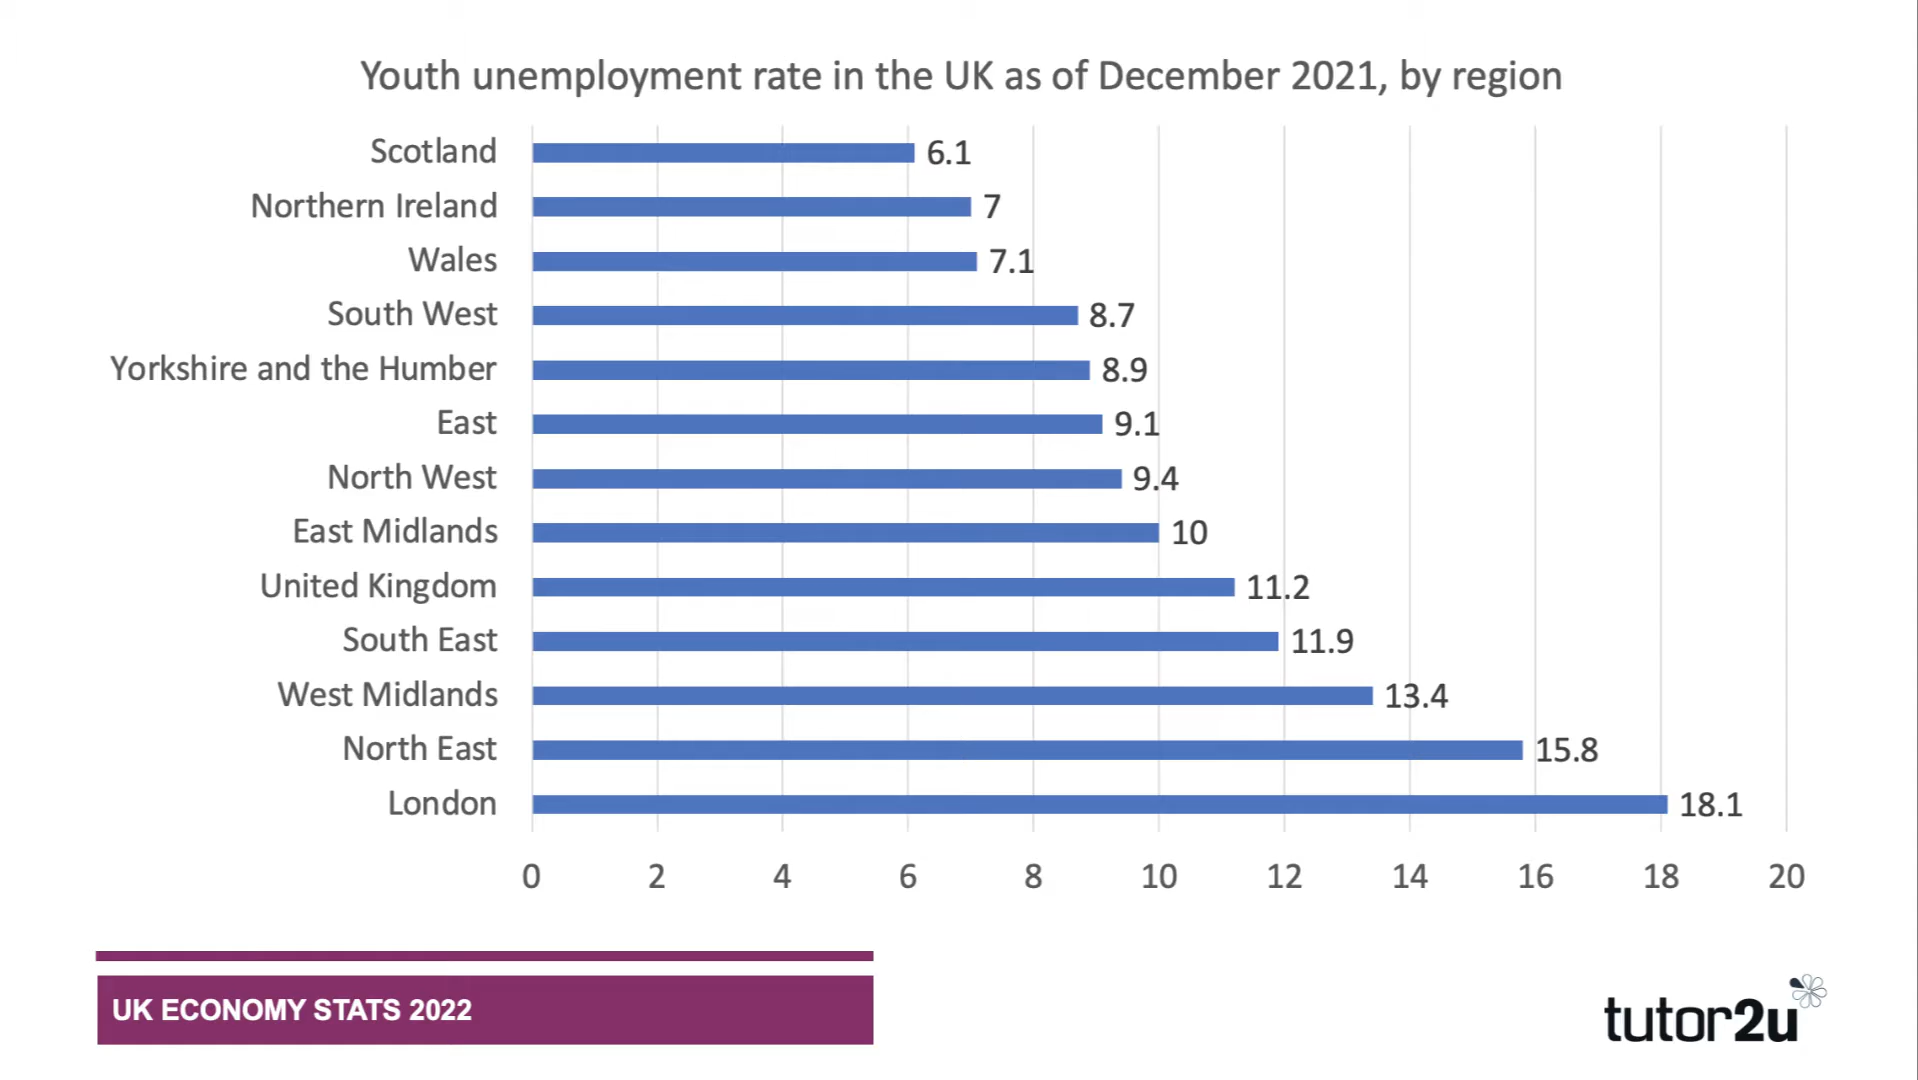 Youth unemployment rate in the UK as of December 2021, by region
Scotland 6.1
Northern Ireland 7
Wales 7.1
South West 8.7
Yorkshire and the Humber 8.9
East 9.1
North West 9.4
East Midlands 10
United Kingdom 11.2
South East 11.9
West Midlands 13.4
North East 15.8
London 18.1
0 2 4 6 8 10 12 14 16 18 20
UK ECONOMY STATS 2022
tutor2u